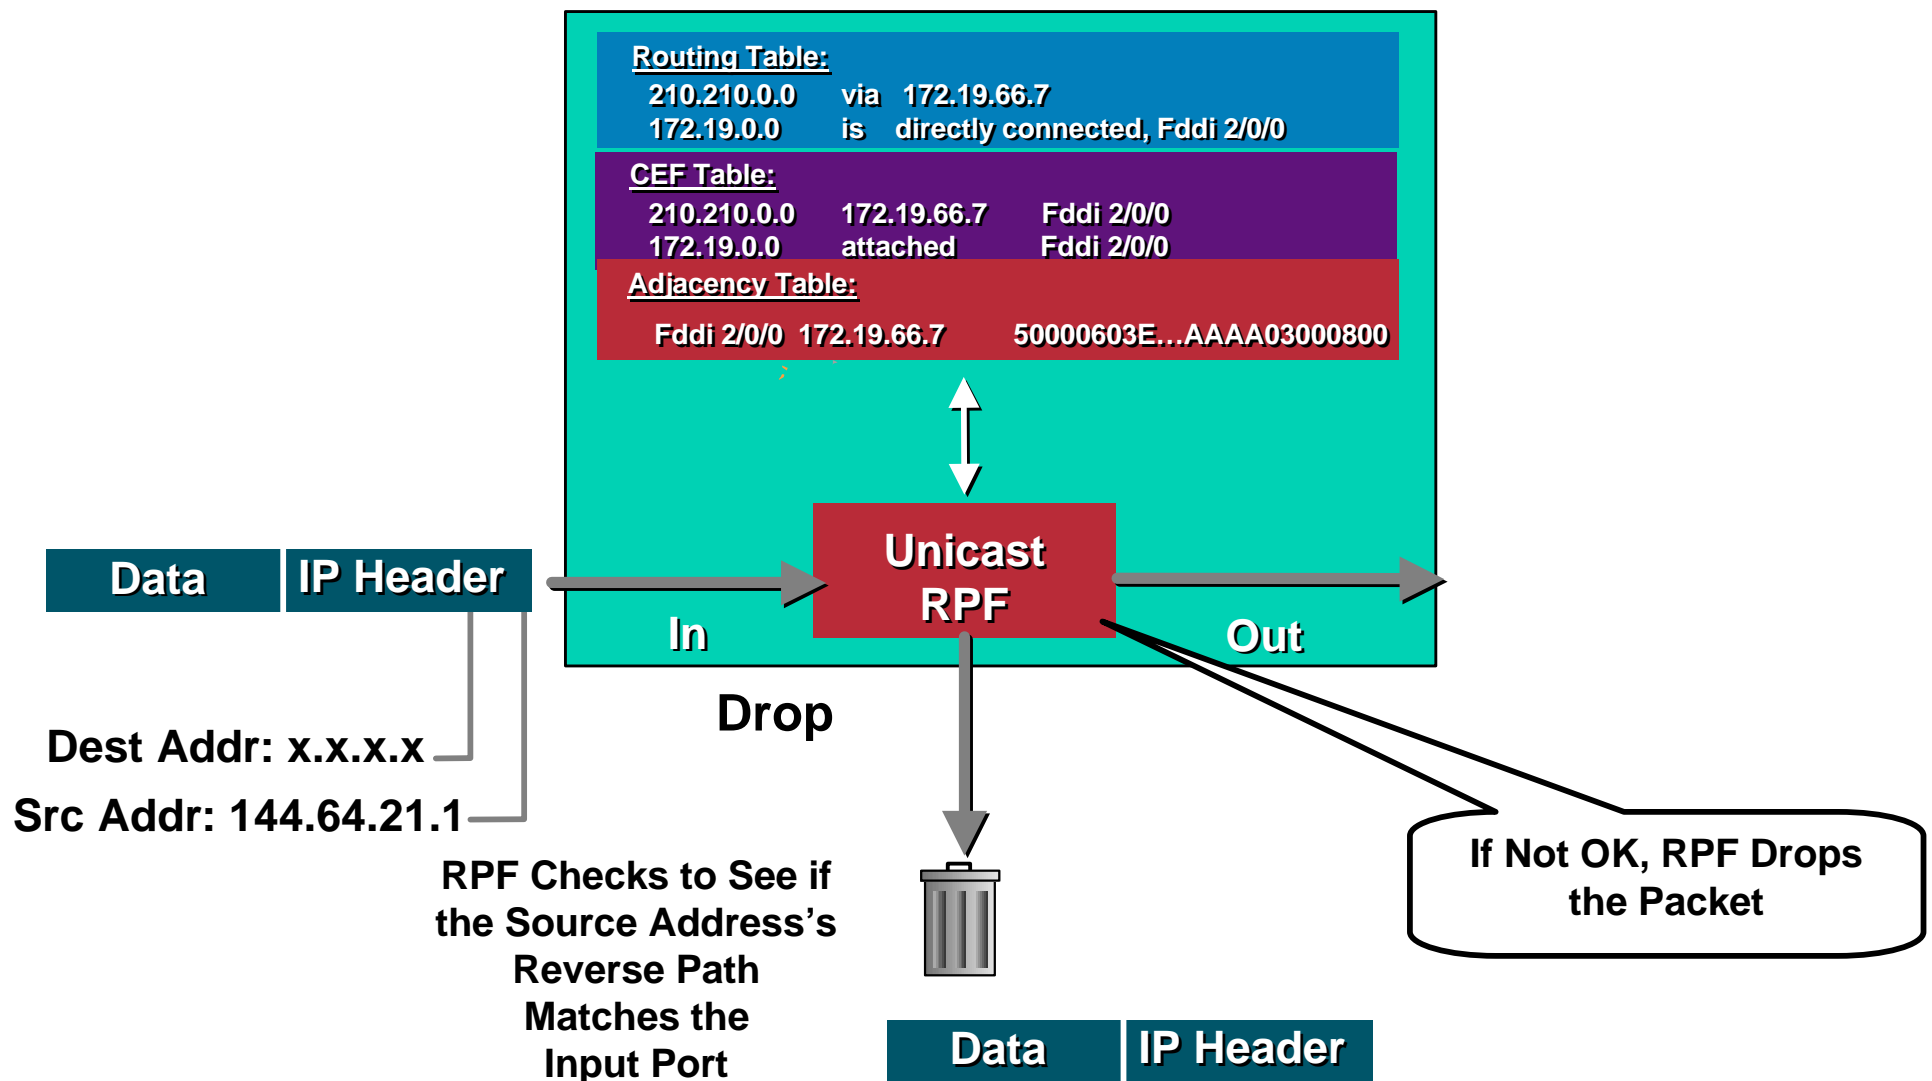 Routing Table:
210.210.0.0 via 172.19.66.7
172.19.0.0 is directly connected, Fddi 2/0/0
CEF Table:
210.210.0.0 172.19.66.7 Fddi 2/0/0
172.19.0.0 attached Fddi 2/0/0
Adjacency Table:
Fddi 2/0/0 172.19.66.7 50000603E…AAAA03000800
Data IP Header
Unicast
RPF
In
Out
Drop
Dest Addr: x.x.x.x
Src Addr: 144.64.21.1
RPF Checks to See if
the Source Address’s
Reverse Path
Matches the
Input Port
If Not OK, RPF Drops
the Packet
Data IP Header